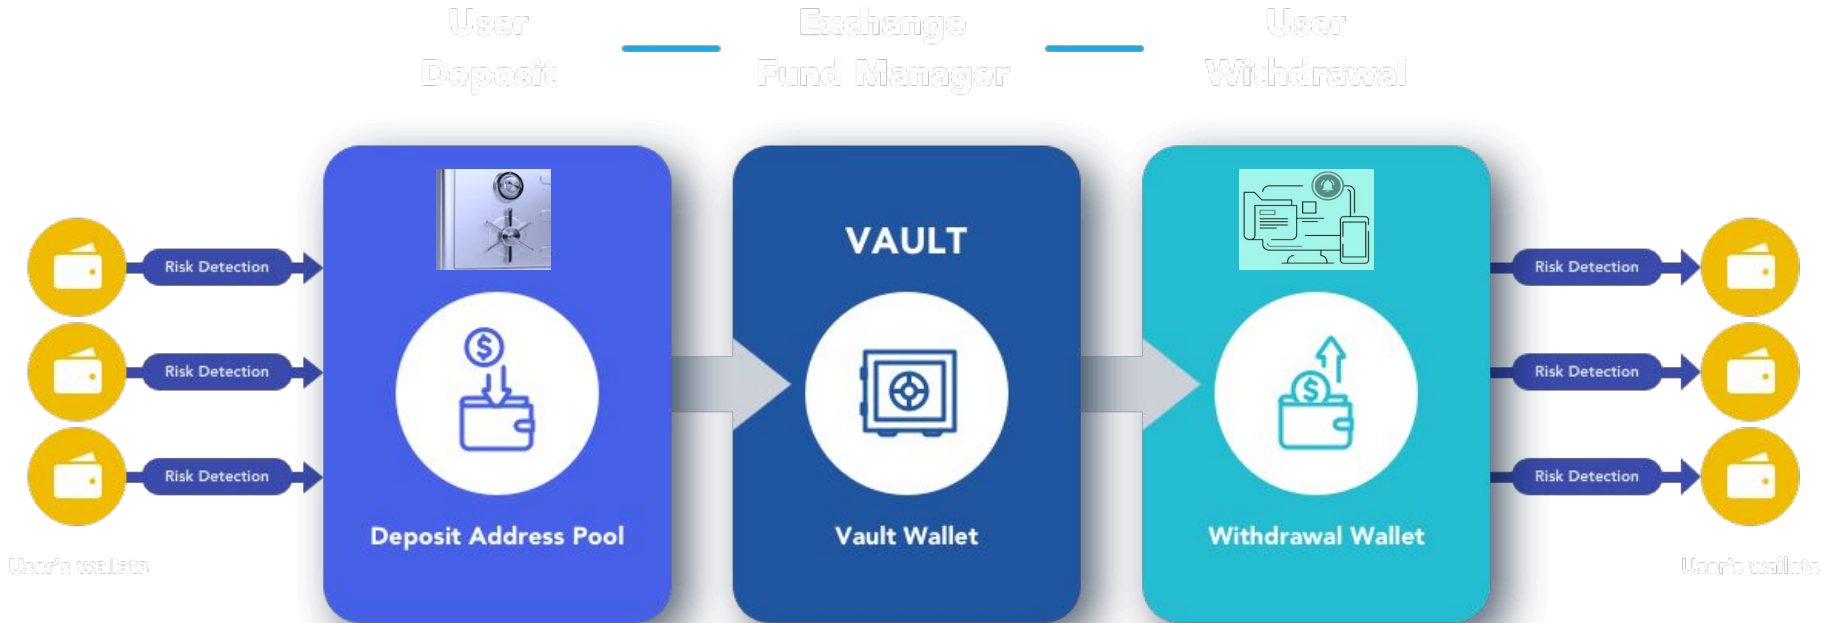 User
Deposit
Exchange
Fund Manager
User
Withdrawal
VAULT
Risk Detection
Risk Detection
Risk Detection
Risk Detection
Risk Detection
Risk Detection
Deposit Address Pool
Vault Wallet
Withdrawal Wallet
User's wallets
User's wallets